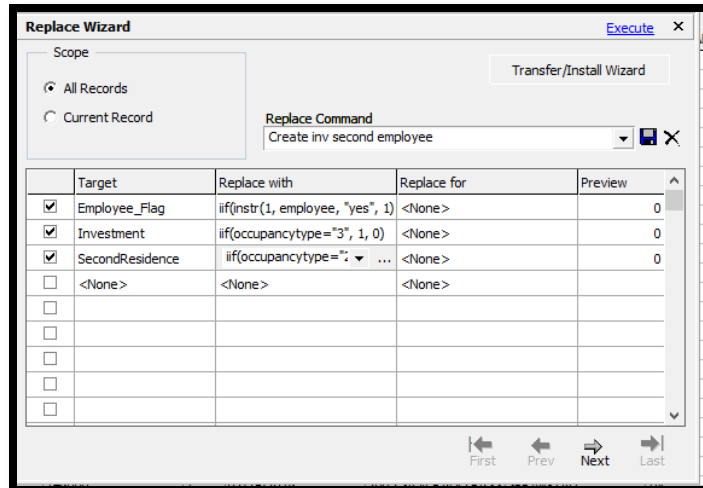 Replace Wizard Execute X
Scope
Transfer/Install Wizard
All Records
Current Record
Replace Command
Create inv second employee
Target Replace with Replace for Preview
Employee_Flag iif(instr(1, employee, "yes", 1) <None> 0
Investment iif(occupancytype="3", 1, 0) <None> 0
SecondResidence iif(occupancytype=" ... <None> 0
<None> <None> <None>
First Prev Next Last